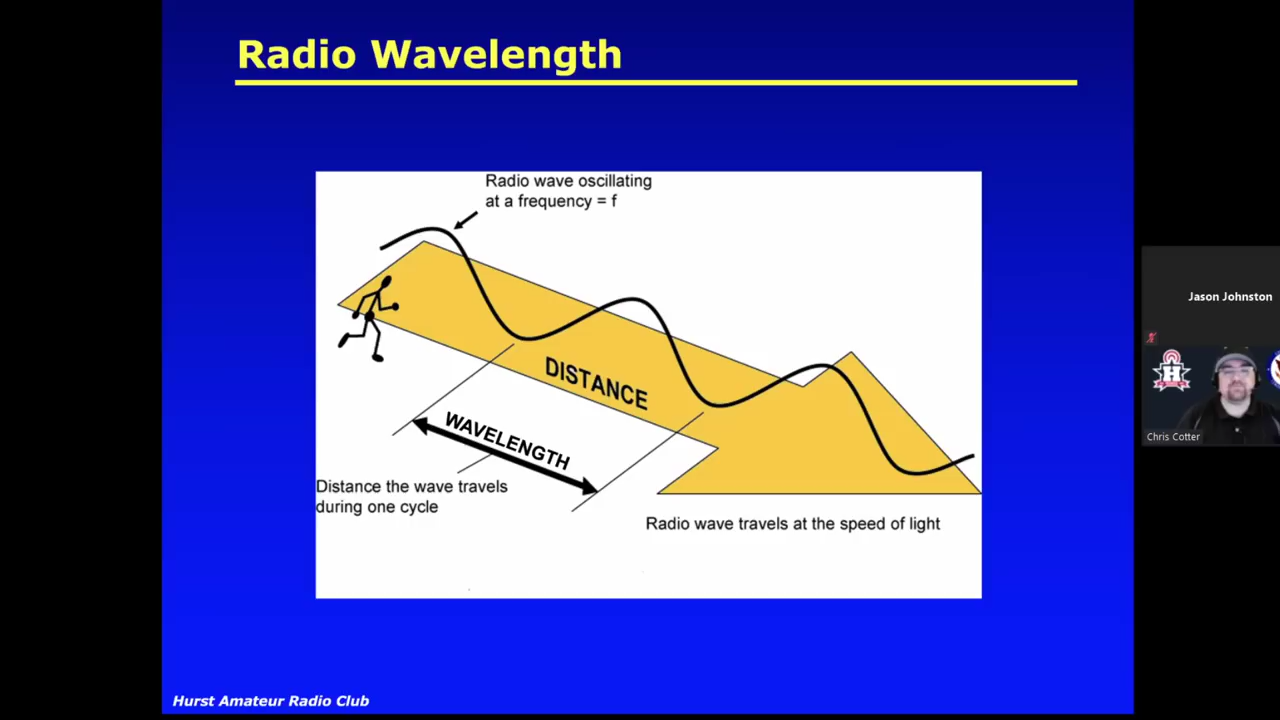 Radio Wavelength
Radio wave oscillating
at a frequency = f
DISTANCE
WAVELENGTH
Distance the wave travels
during one cycle
Radio wave travels at the speed of light
Hurst Amateur Radio Club
Jason Johnston
H
Chris Cotter